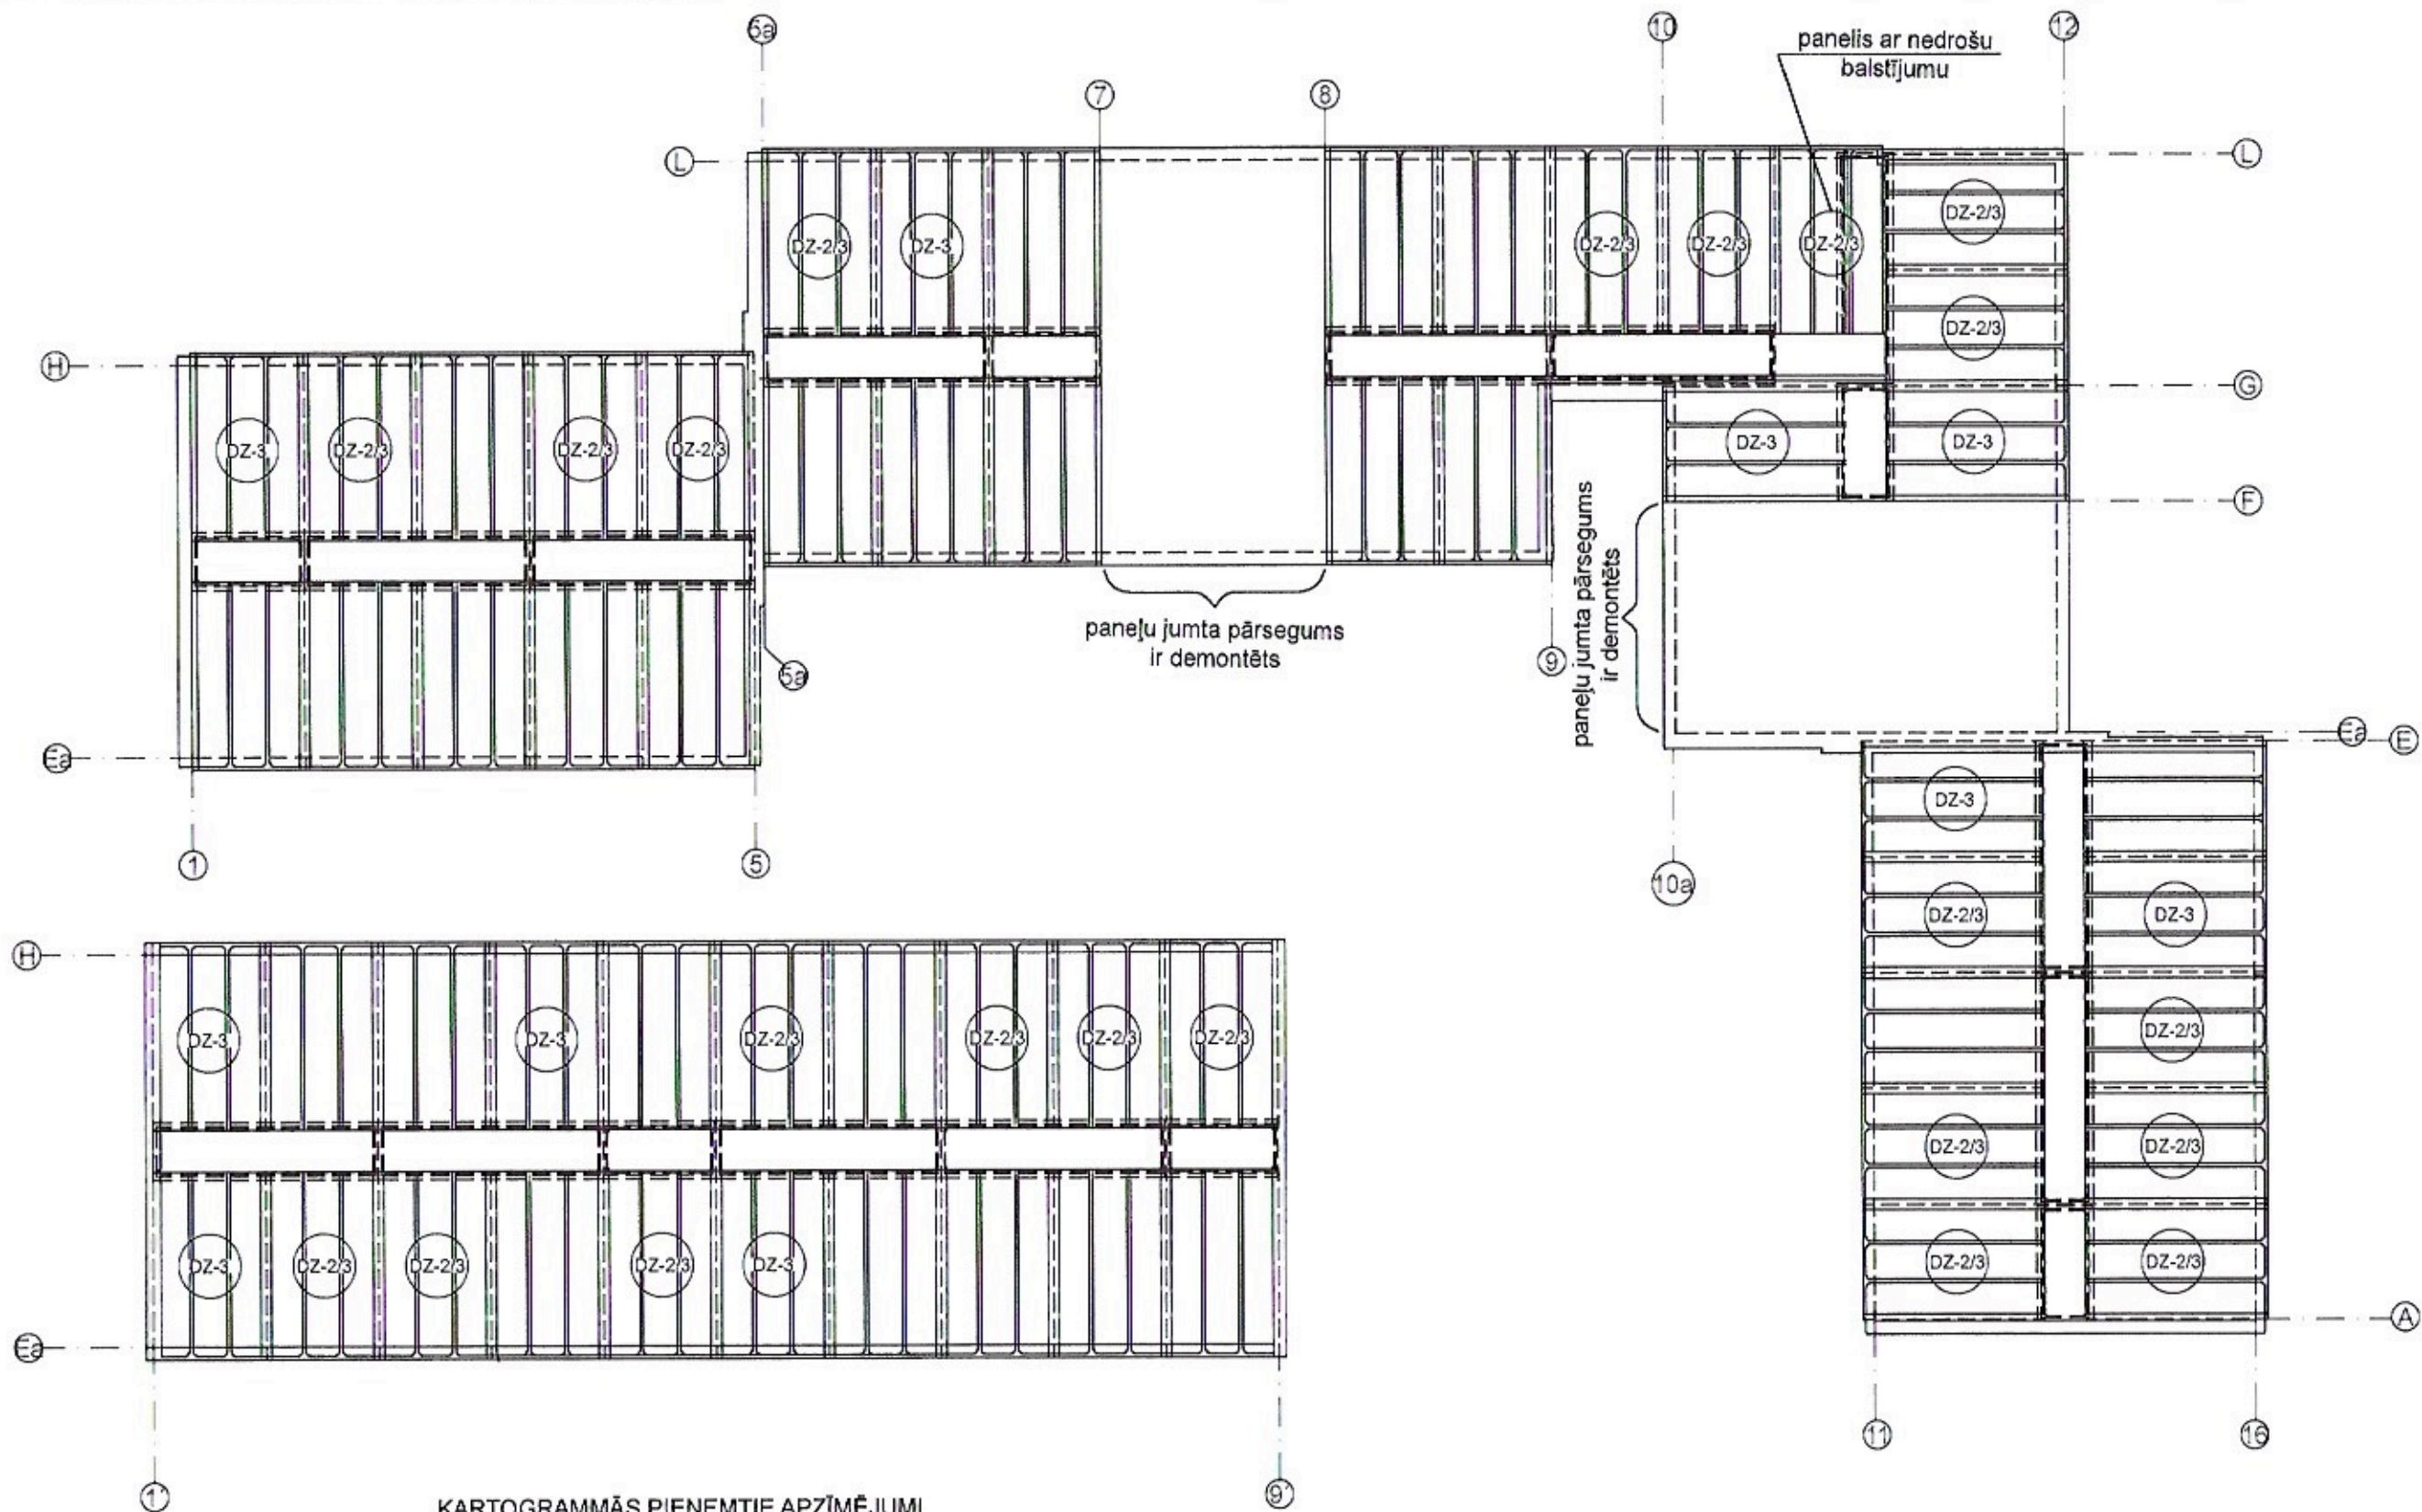 6a
10
12
panelis ar nedrošu
balstījumu
7
8
L
L
DZ-2/3
DZ-3
DZ-2/3
DZ-2/3
DZ-2/3
DZ-2/3
DZ-2/3
H
G
DZ-3
DZ-2/3
DZ-2/3
DZ-2/3
DZ-3
DZ-3
F
paneļu jumta pārsegums
ir demontēts
paneļu jumta pārsegums
ir demontēts
9
5a
Ea
Ea
E
DZ-3
1
5
10a
DZ-2/3
DZ-3
H
DZ-3
DZ-3
DZ-2/3
DZ-2/3
DZ-2/3
DZ-2/3
DZ-2/3
DZ-2/3
DZ-2/3
DZ-3
DZ-2/3
DZ-2/3
DZ-2/3
DZ-3
DZ-2/3
DZ-2/3
A
Ea
11
16
1'
9'
KARTOGRAMMĀS PIEŅEMTIE APZĪMĒJUMI